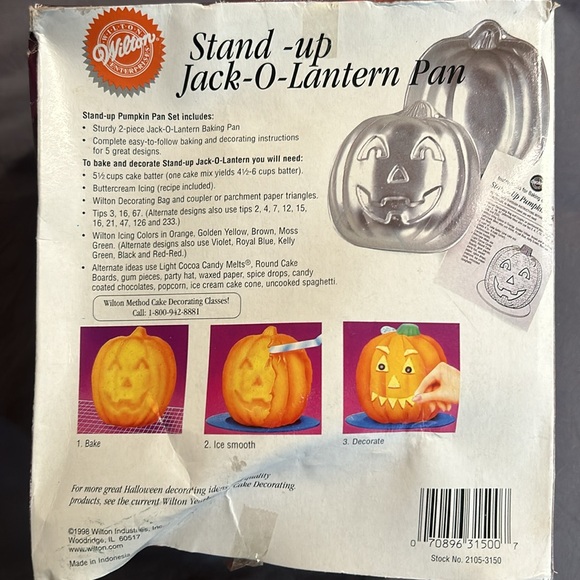 WILTON
Wilton
ENTERPRISES
Stand -up
Jack-O-Lantern Pan
Stand-up Pumpkin Pan Set includes:
• Sturdy 2-piece Jack-O-Lantern Baking Pan
• Complete easy-to-follow baking and decorating instructions
for 5 great designs.
To bake and decorate Stand-up Jack-O-Lantern you will need:
• 5½ cups cake batter (one cake mix yields 4½-6 cups batter).
• Buttercream Icing (recipe included).
• Wilton Decorating Bag and coupler or parchment paper triangles.
• Tips 3, 16, 67. (Alternate designs also use tips 2, 4, 7, 12, 15,
16, 21, 47, 126 and 233.)
• Wilton Icing Colors in Orange, Golden Yellow, Brown, Moss
Green. (Alternate designs also use Violet, Royal Blue, Kelly
Green, Black and Red-Red.)
• Alternate ideas use Light Cocoa Candy Melts®, Round Cake
Boards, gum pieces, party hat, waxed paper, spice drops, candy
coated chocolates, popcorn, ice cream cake cone, uncooked spaghetti.
Wilton Method Cake Decorating Classes!
Call: 1-800-942-8881
1. Bake
2. Ice smooth
3. Decorate
For more great Halloween decorating ideas
Cake Decorating.
products, see the current Wilton
©1998 Wilton Industries, Inc
Woodridge, IL 60517
www.wilton.com
Made in Indonesia
0 70896 31500 7
Stock No. 2105-3150